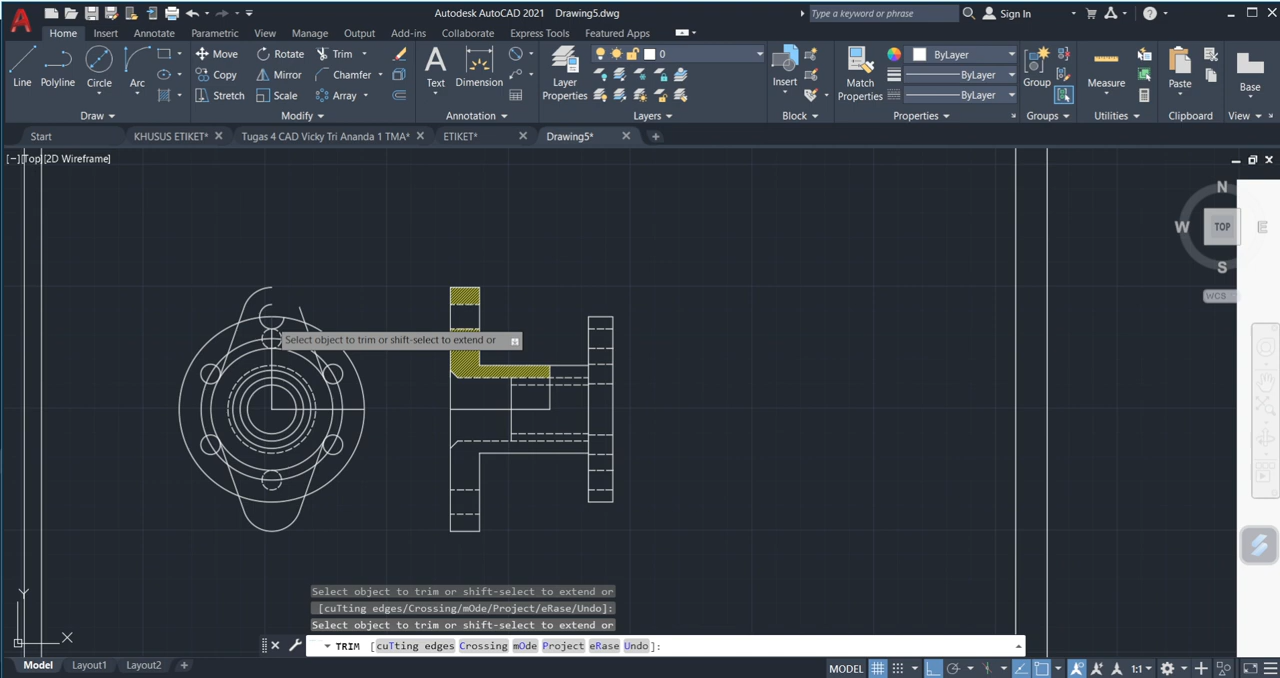 Autodesk AutoCAD 2021 Drawing5.dwg
Type a keyword or phrase
Sign In
Home Insert Annotate Parametric View Manage Output Add-ins Collaborate Express Tools Featured Apps
Line Polyline Circle Arc
Move Rotate Trim
Copy Mirror Chamfer
Stretch Scale Array
Text Dimension
Layer Properties
0
Insert
Match Properties
ByLayer
ByLayer
ByLayer
Group
Measure
Paste
Base
Draw Modify Annotation Layers Block Properties Groups Utilities Clipboard View
Start KHUSUS ETIKET* Tugas 4 CAD Vicky Tri Ananda 1 TMA* ETIKET* Drawing5*
[−][Top][2D Wireframe]
N
W TOP E
S
WCS
Select object to trim or shift-select to extend or
Select object to trim or shift-select to extend or
[cuTting edges/Crossing/mOde/Project/eRase/Undo]:
Select object to trim or shift-select to extend or
TRIM [cuTting edges Crossing mOde Project eRase Undo]:
Y
X
Model Layout1 Layout2 +
MODEL 1:1